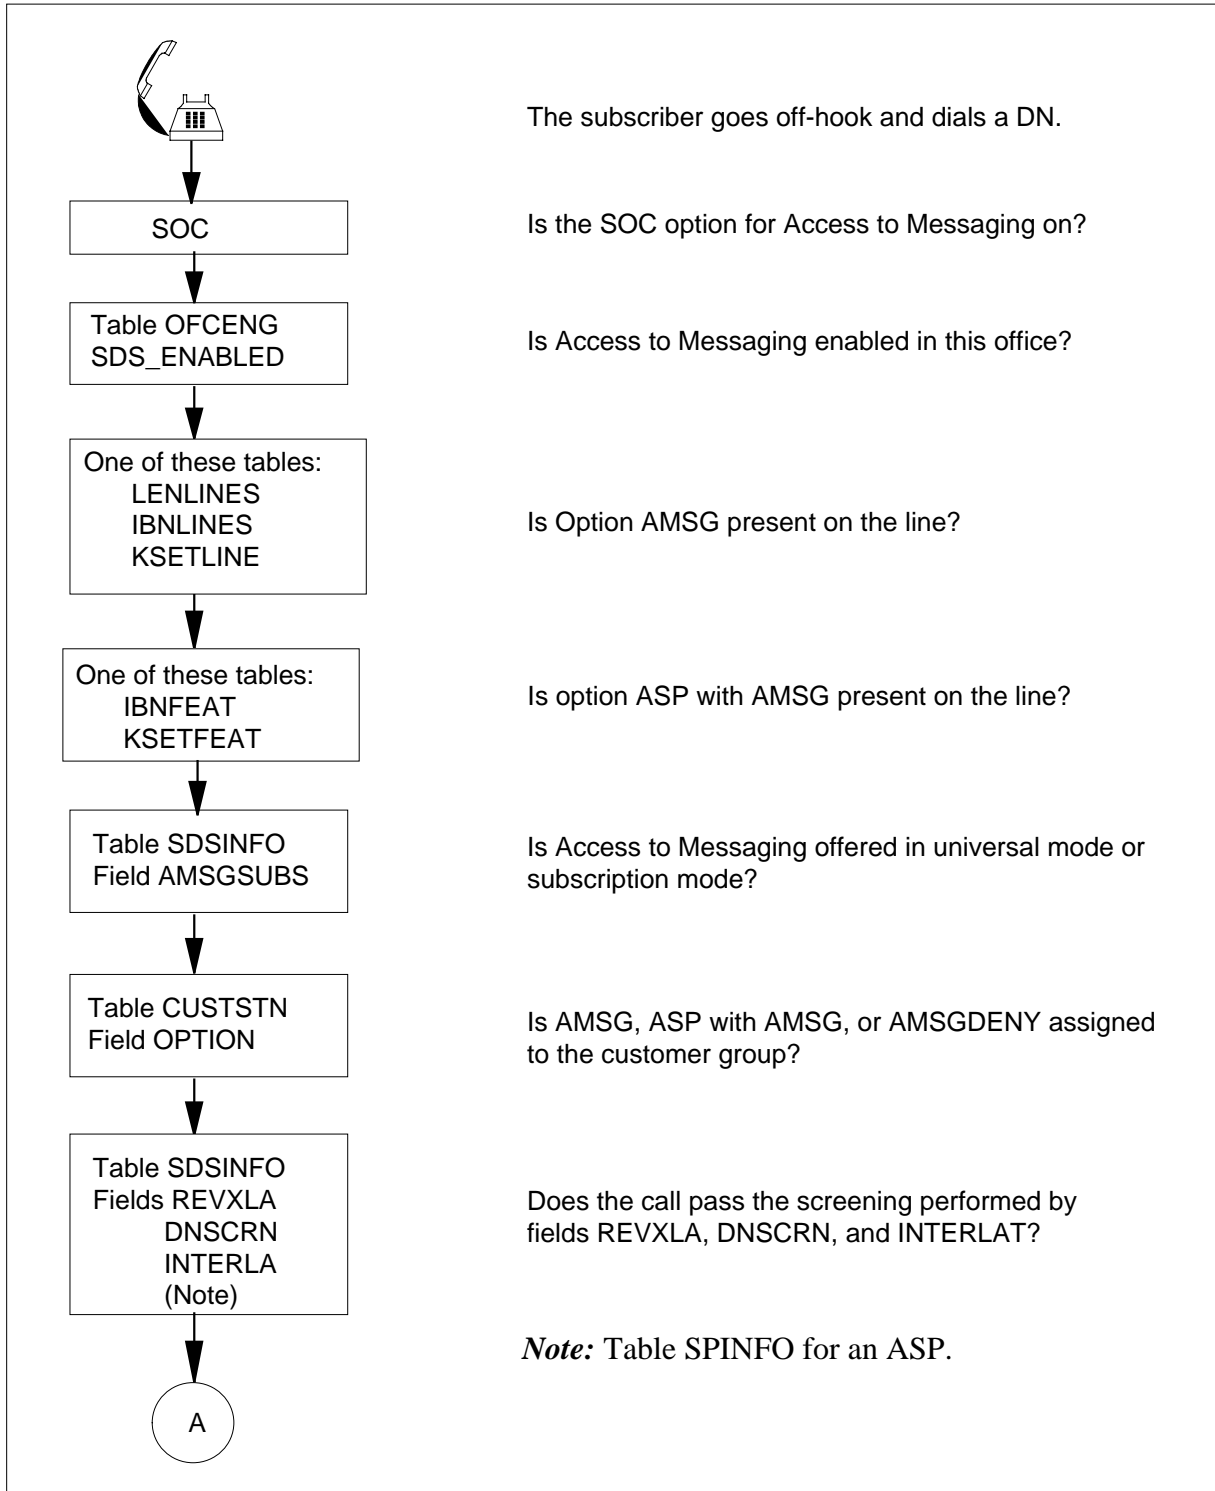 The subscriber goes off-hook and dials a DN.
SOC
Is the SOC option for Access to Messaging on?
Table OFCENG
SDS_ENABLED
Is Access to Messaging enabled in this office?
One of these tables:
LENLINES
IBNLINES
KSETLINE
Is Option AMSG present on the line?
One of these tables:
IBNFEAT
KSETFEAT
Is option ASP with AMSG present on the line?
Table SDSINFO
Field AMSGSUBS
Is Access to Messaging offered in universal mode or
subscription mode?
Table CUSTSTN
Field OPTION
Is AMSG, ASP with AMSG, or AMSGDENY assigned
to the customer group?
Table SDSINFO
Fields REVXLA
DNSCRN
INTERLA
(Note)
Does the call pass the screening performed by
fields REVXLA, DNSCRN, and INTERLAT?
Note: Table SPINFO for an ASP.
A